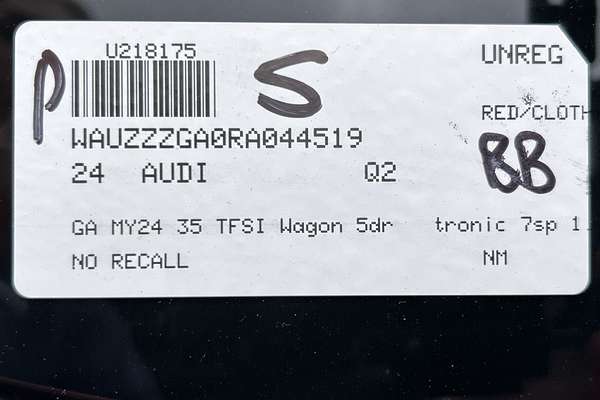 U218175
UNREG
P
S
RED/CLOTH
WAUZZZGA0RA044519
BB
24 AUDI Q2
GA MY24 35 TFSI Wagon 5dr tronic 7sp 1.
NO RECALL NM